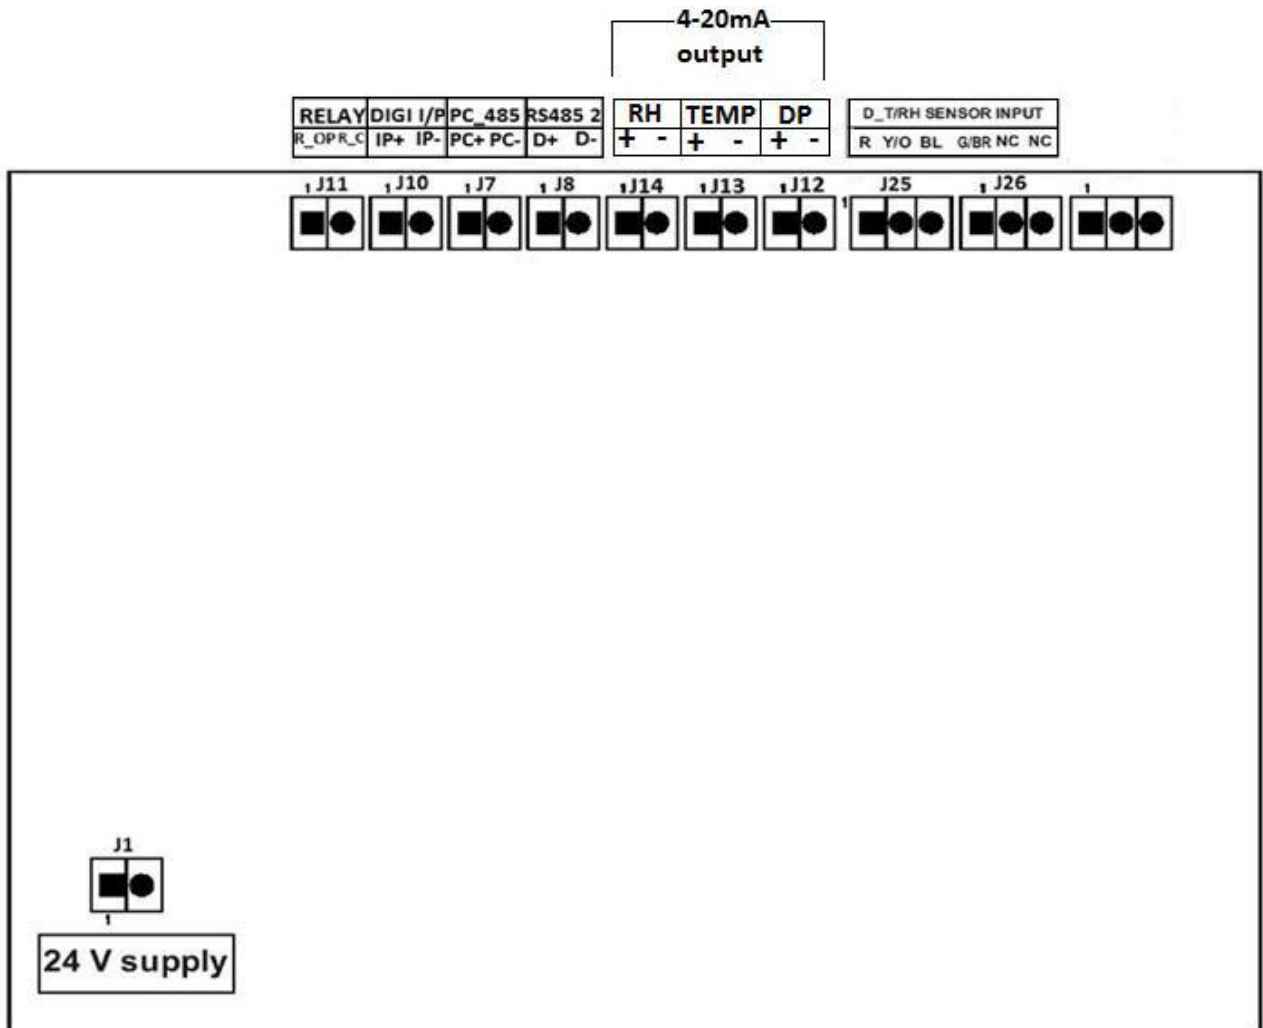 4-20mA
output
RELAY DIGI I/P PC_485 RS485 2 RH TEMP DP D_T/RH SENSOR INPUT
R_OP R_C IP+ IP- PC+ PC- D+ D- + - + - + - R Y/O BL G/BR NC NC
1 J11 1 J10 1 J7 1 J8 1 J14 1 J13 1 J12 1 J25 1 J26 1
J1
1
24 V supply